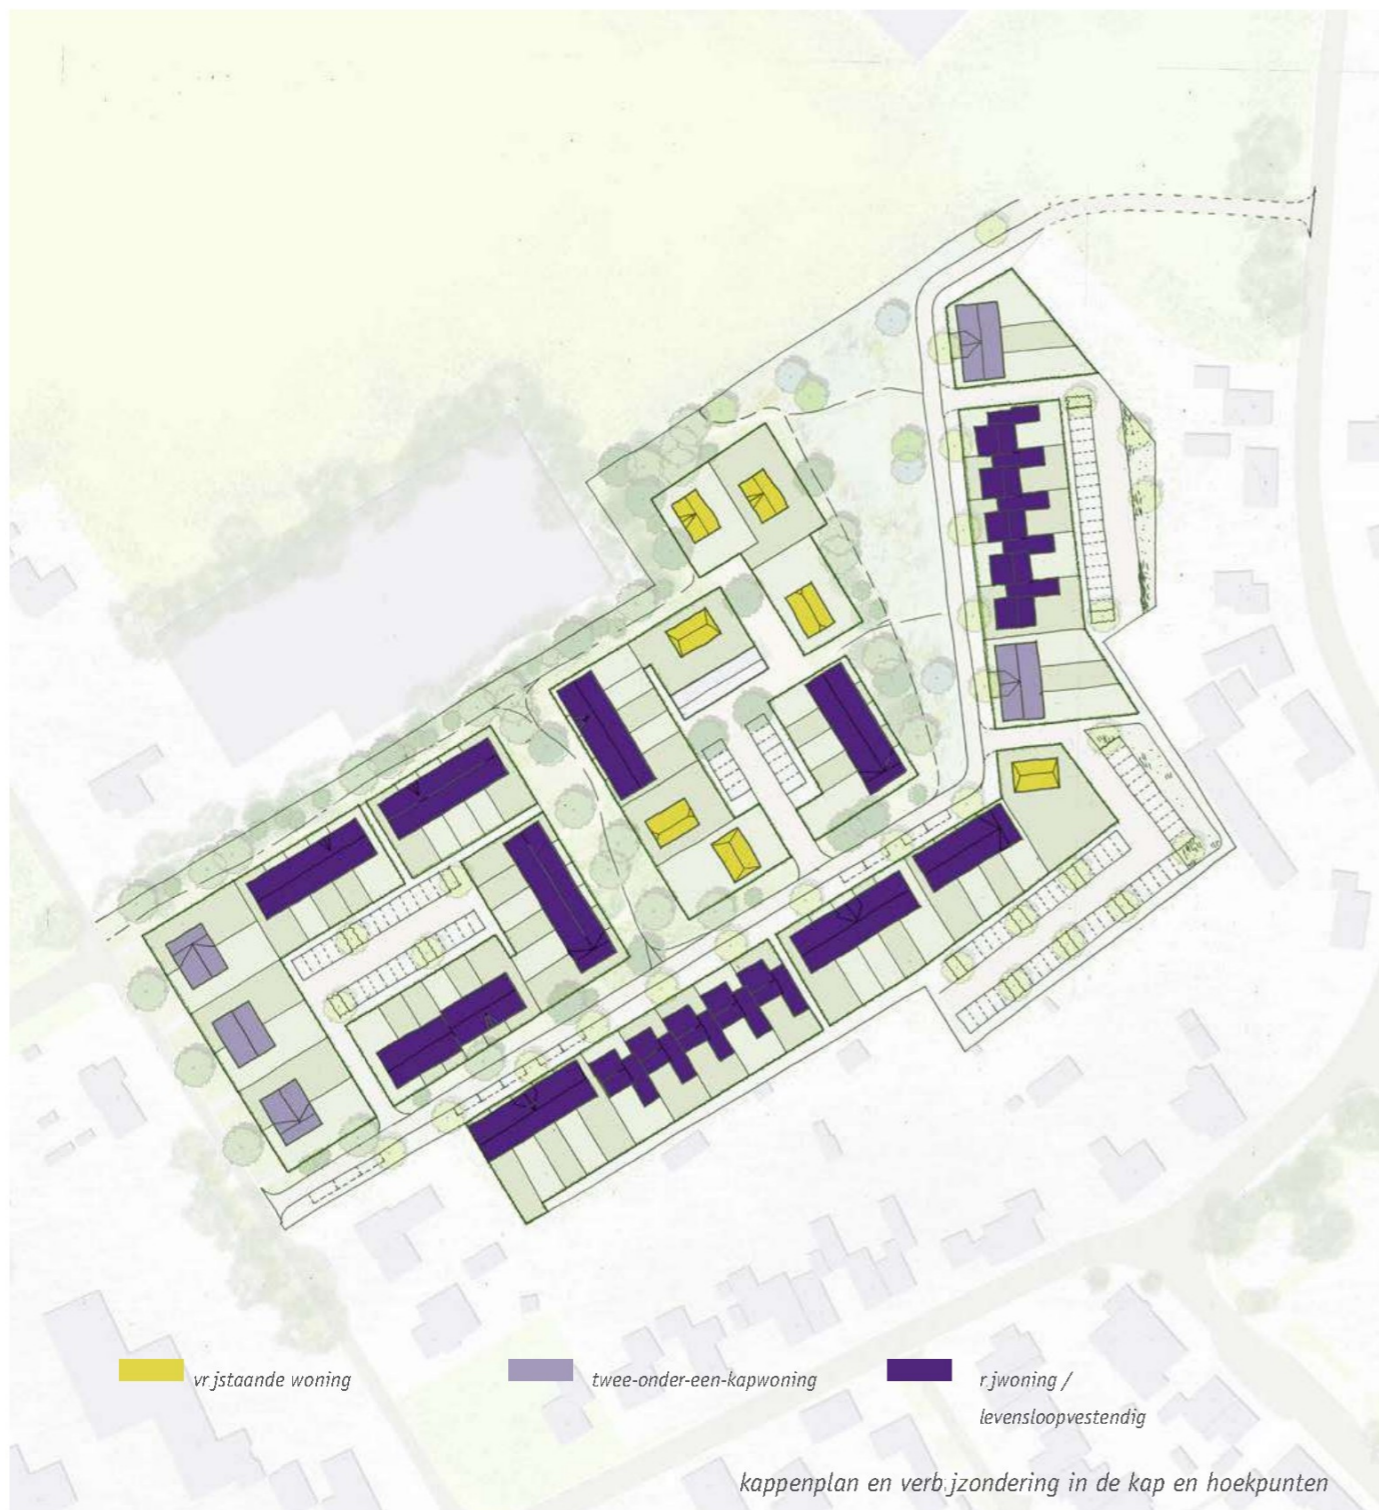 vr jstaande woning
twee-onder-een-kapwoning
r jwoning /
levensloopvestendig
kappenplan en verb jzondering in de kap en hoekpunten